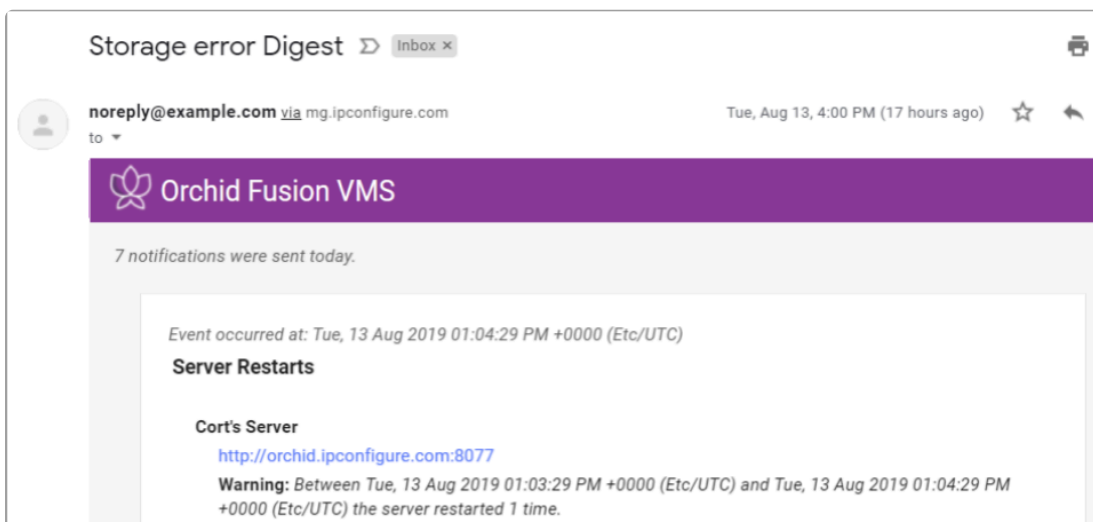 Storage error Digest Inbox ×
noreply@example.com via mg.ipconfigure.com Tue, Aug 13, 4:00 PM (17 hours ago)
to
Orchid Fusion VMS
7 notifications were sent today.
Event occurred at: Tue, 13 Aug 2019 01:04:29 PM +0000 (Etc/UTC)
Server Restarts
Cort's Server
http://orchid.ipconfigure.com:8077
Warning: Between Tue, 13 Aug 2019 01:03:29 PM +0000 (Etc/UTC) and Tue, 13 Aug 2019 01:04:29 PM
+0000 (Etc/UTC) the server restarted 1 time.